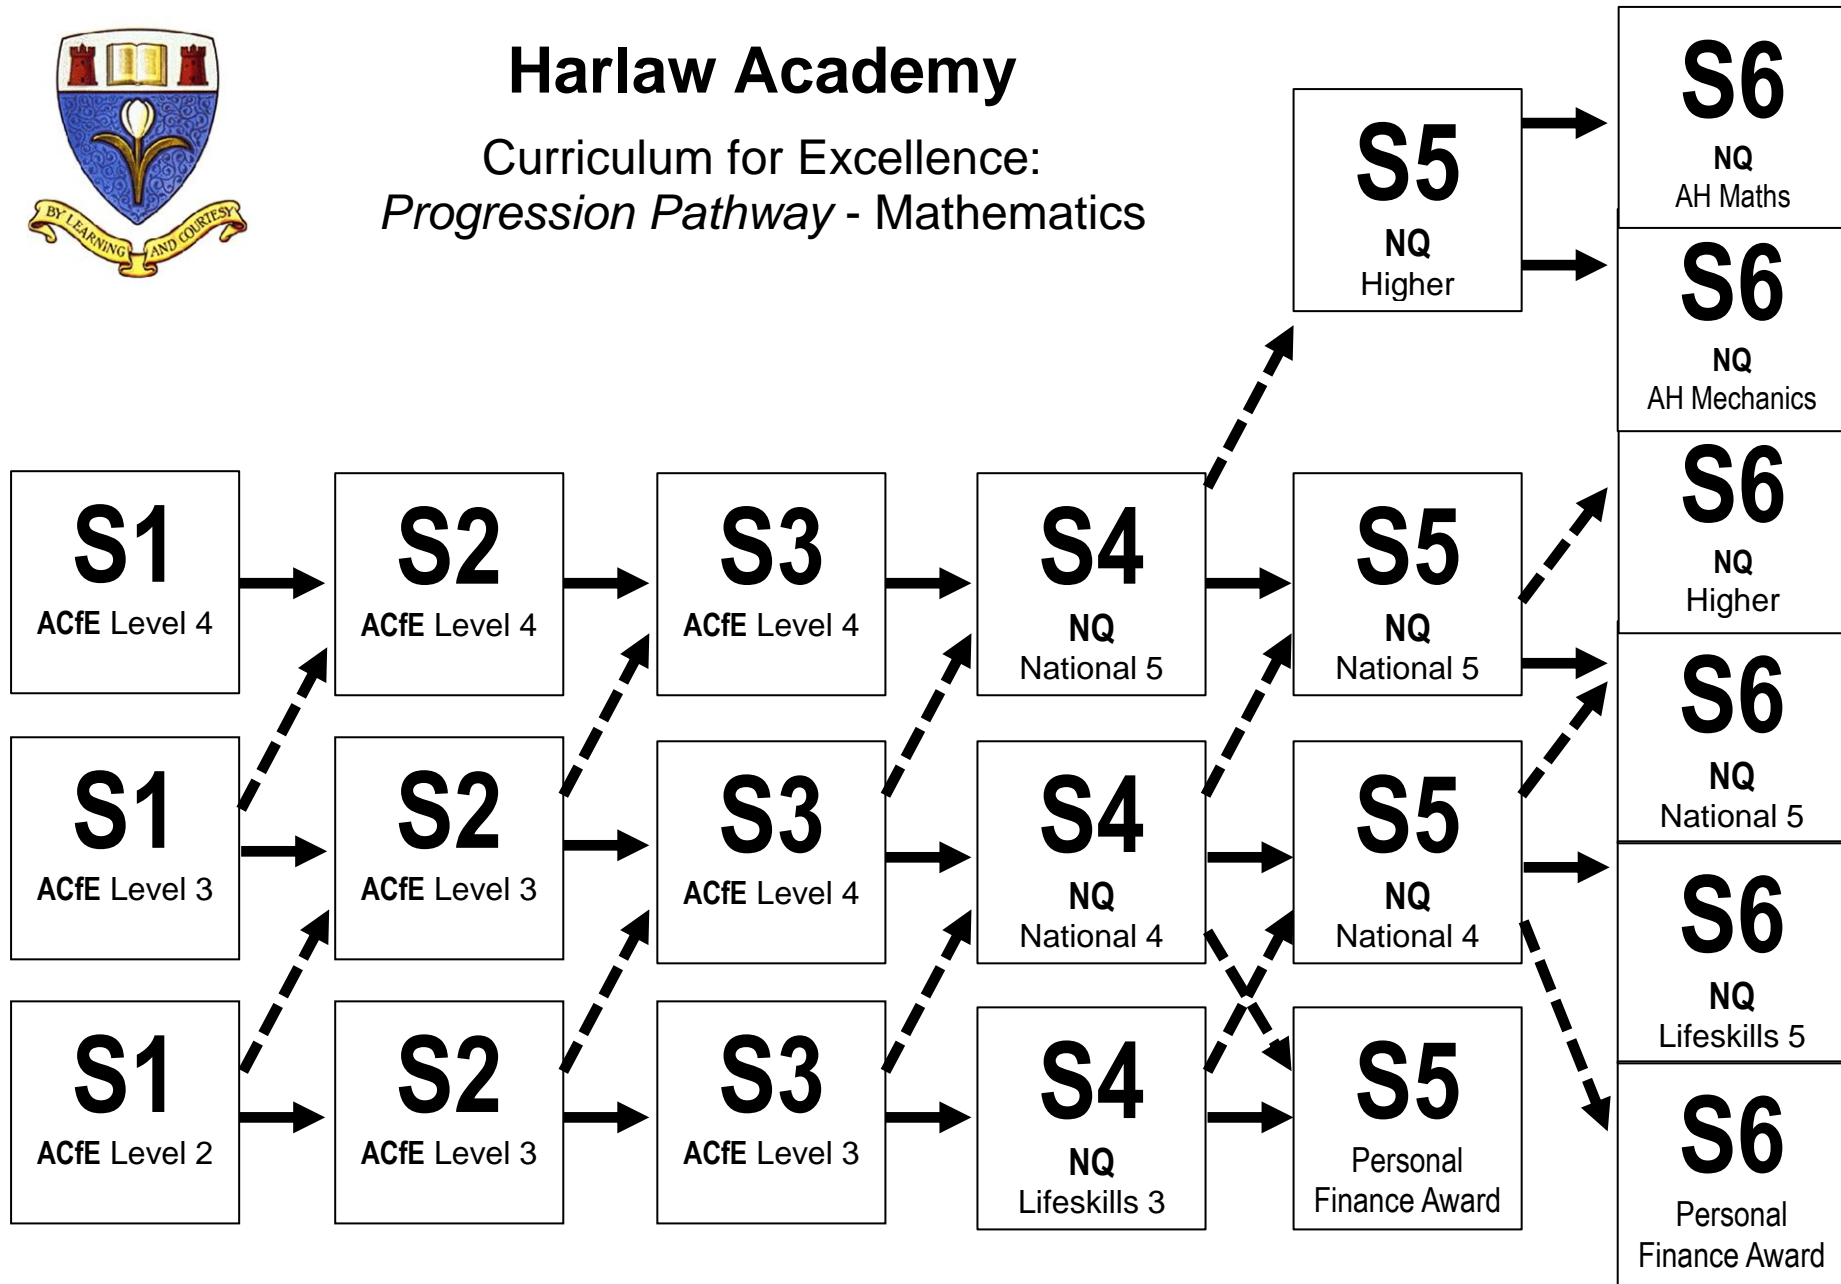 Harlaw Academy
Curriculum for Excellence:
Progression Pathway - Mathematics
BY LEARNING AND COURTESY
S1
ACfE Level 4
S2
ACfE Level 4
S3
ACfE Level 4
S4
NQ
National 5
S5
NQ
Higher
S5
NQ
National 5
S1
ACfE Level 3
S2
ACfE Level 3
S3
ACfE Level 4
S4
NQ
National 4
S5
NQ
National 4
S1
ACfE Level 2
S2
ACfE Level 3
S3
ACfE Level 3
S4
NQ
Lifeskills 3
S5
Personal
Finance Award
S6
NQ
AH Maths
S6
NQ
AH Mechanics
S6
NQ
Higher
S6
NQ
National 5
S6
NQ
Lifeskills 5
S6
Personal
Finance Award